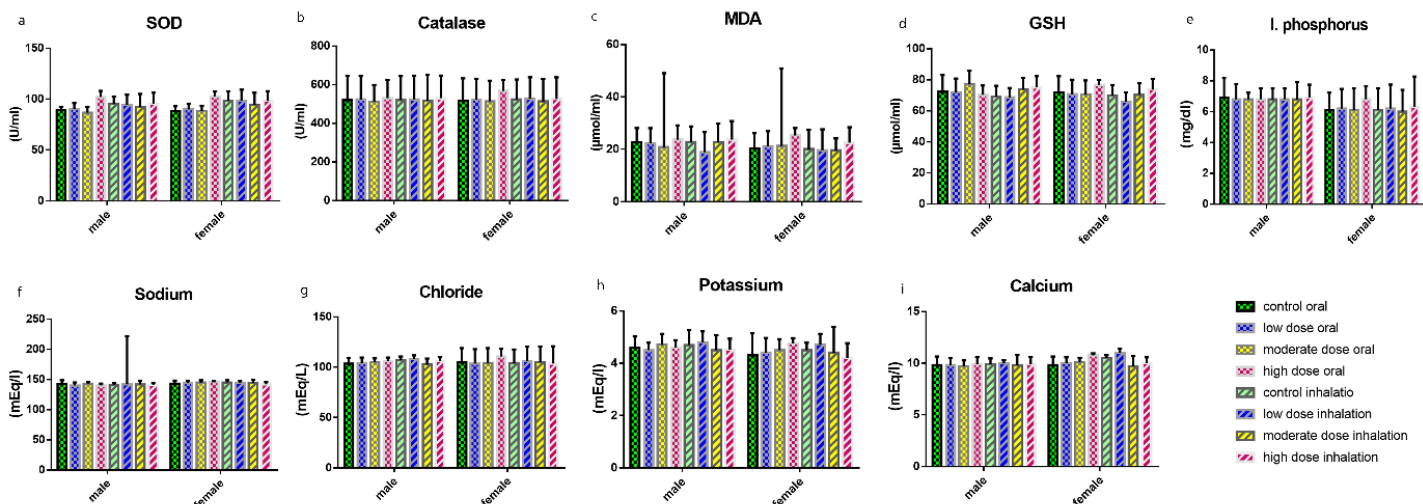 a
SOD
(U/ml)
150
100
50
0
male
female
b
Catalase
(U/ml)
800
600
400
200
0
male
female
c
MDA
(µmol/ml)
60
40
20
0
male
female
d
GSH
(µmol/ml)
100
80
60
40
20
0
male
female
e
I. phosphorus
(mg/dl)
10
8
6
4
2
0
male
female
f
Sodium
(mEq/l)
250
200
150
100
50
0
male
female
g
Chloride
(mEq/L)
150
100
50
0
male
female
h
Potassium
(mEq/l)
6
4
2
0
male
female
i
Calcium
(mEq/l)
15
10
5
0
male
female
control oral
low dose oral
moderate dose oral
high dose oral
control inhalatio
low dose inhalation
moderate dose inhalation
high dose inhalation